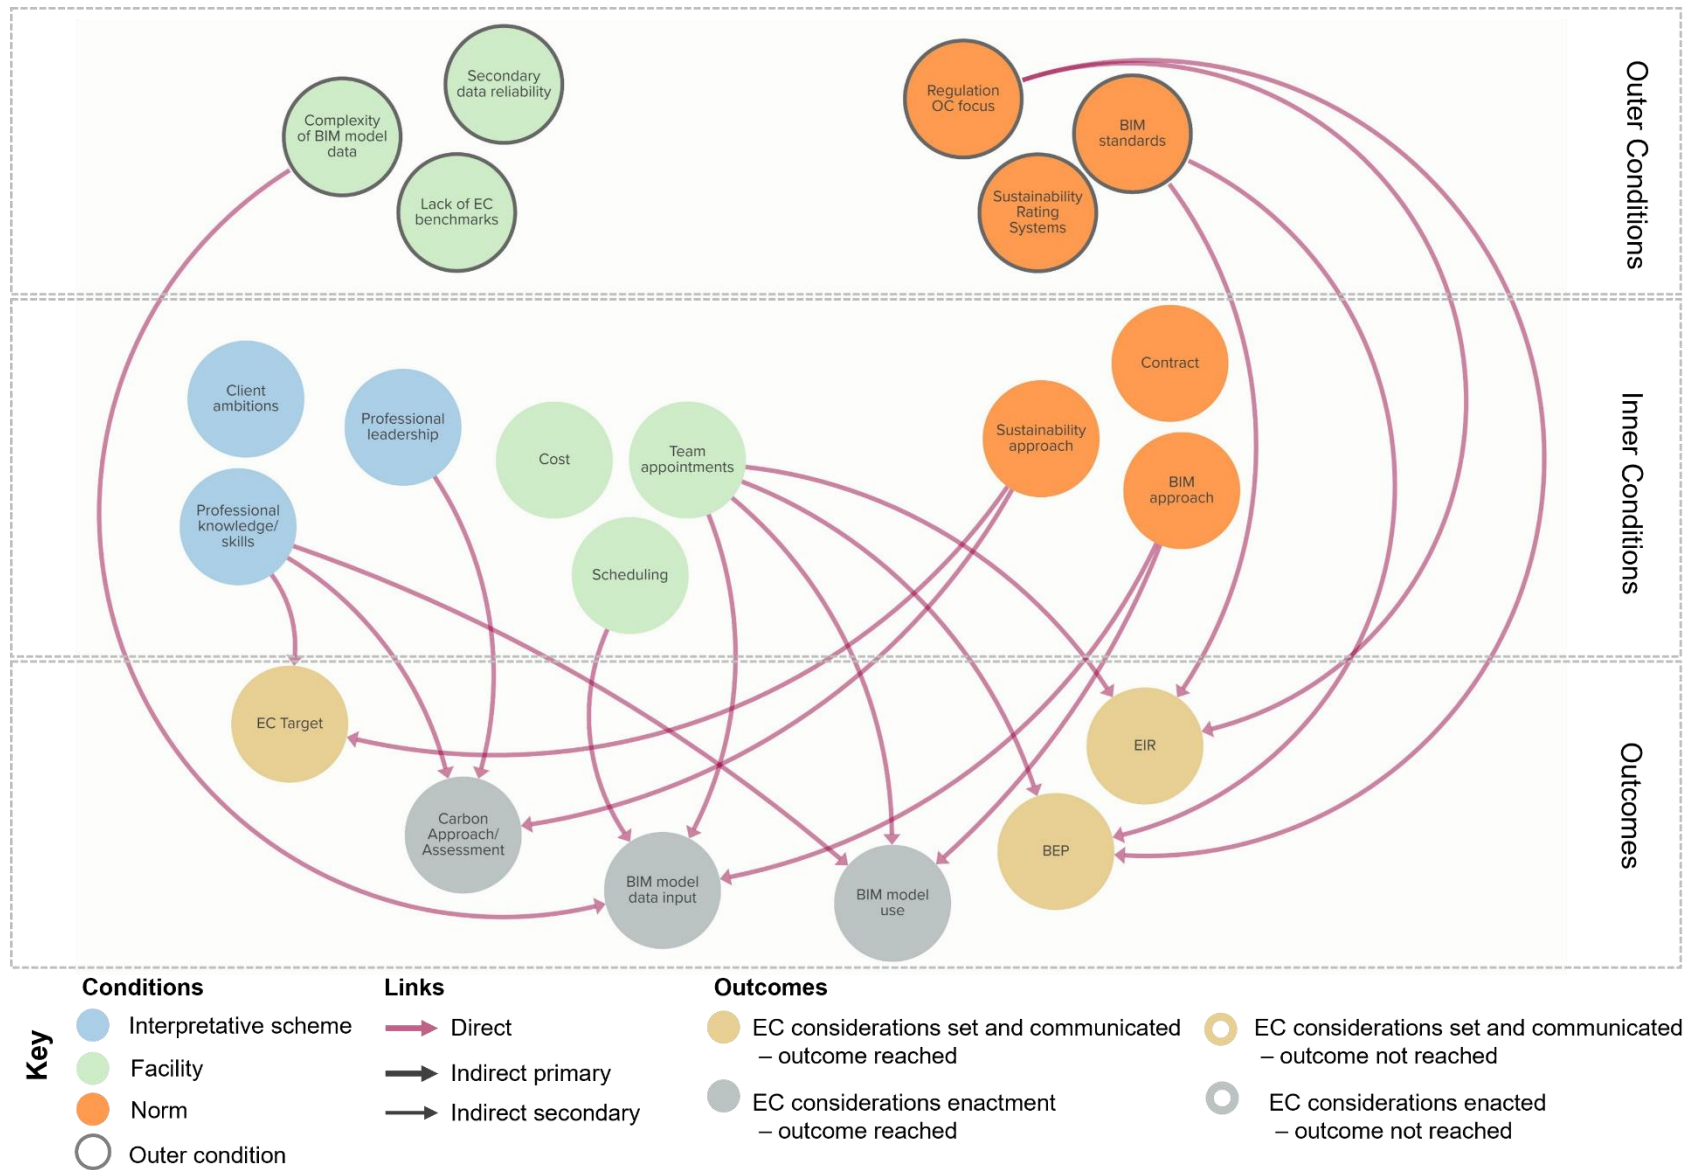 Secondary
data reliability
Complexity
of BIM model
data
Lack of EC
benchmarks
Regulation
OC focus
BIM
standards
Sustainability
Rating
Systems
Outer Conditions
Client
ambitions
Professional
leadership
Professional
knowledge/
skills
Cost
Team
appointments
Scheduling
Sustainability
approach
Contract
BIM
approach
Inner Conditions
EC Target
Carbon
Approach/
Assessment
BIM model
data input
BIM model
use
BEP
EIR
Outcomes
Key
Conditions
Interpretative scheme
Facility
Norm
Outer condition
Links
Direct
Indirect primary
Indirect secondary
Outcomes
EC considerations set and communicated
– outcome reached
EC considerations enactment
– outcome reached
EC considerations set and communicated
– outcome not reached
EC considerations enacted
– outcome not reached